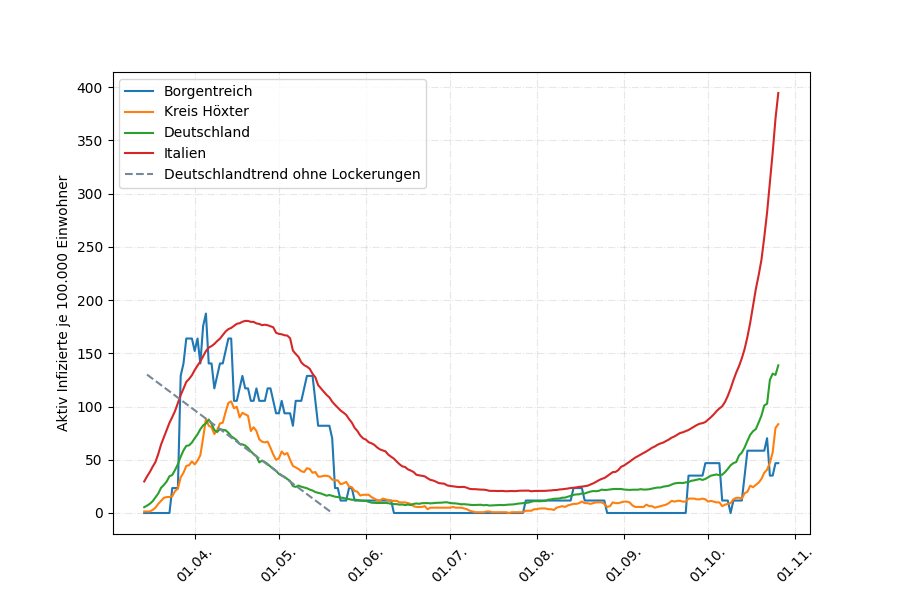 Aktiv Infizierte je 100.000 Einwohner
400
350
300
250
200
150
100
50
0
Borgentreich
Kreis Höxter
Deutschland
Italien
Deutschlandtrend ohne Lockerungen
01.04.
01.05.
01.06.
01.07.
01.08.
01.09.
01.10.
01.11.